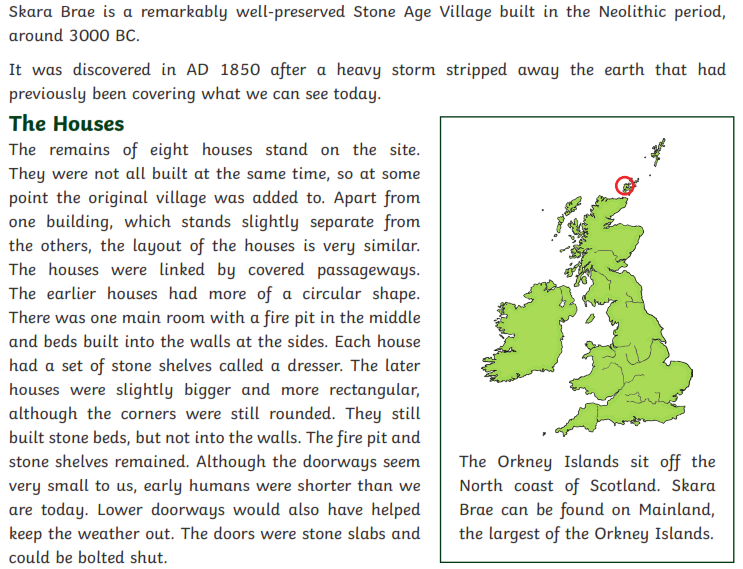 Skara Brae is a remarkably well-preserved Stone Age Village built in the Neolithic period,
around 3000 BC.
It was discovered in AD 1850 after a heavy storm stripped away the earth that had
previously been covering what we can see today.
The Houses
The remains of eight houses stand on the site.
They were not all built at the same time, so at some
point the original village was added to. Apart from
one building, which stands slightly separate from
the others, the layout of the houses is very similar.
The houses were linked by covered passageways.
The earlier houses had more of a circular shape.
There was one main room with a fire pit in the middle
and beds built into the walls at the sides. Each house
had a set of stone shelves called a dresser. The later
houses were slightly bigger and more rectangular,
although the corners were still rounded. They still
built stone beds, but not into the walls. The fire pit and
stone shelves remained. Although the doorways seem
very small to us, early humans were shorter than we
are today. Lower doorways would also have helped
keep the weather out. The doors were stone slabs and
could be bolted shut.
The Orkney Islands sit off the
North coast of Scotland. Skara
Brae can be found on Mainland,
the largest of the Orkney Islands.